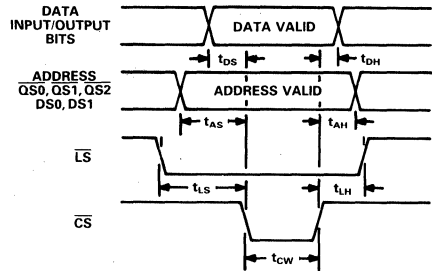 DATA
INPUT/OUTPUT
BITS
DATA VALID
tDS
tDH
ADDRESS
QS0, QS1, QS2
DS0, DS1
ADDRESS VALID
tAS
tAH
LS
tLS
tLH
CS
tCW